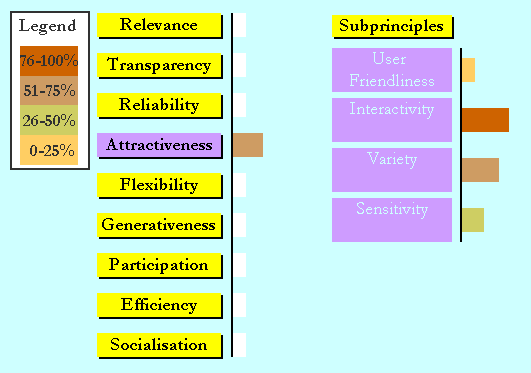 Legend
76-100%
51-75%
26-50%
0-25%
Relevance
Transparency
Reliability
Attractiveness
Flexibility
Generativeness
Participation
Efficiency
Socialisation
Subprinciples
User
Friendliness
Interactivity
Variety
Sensitivity